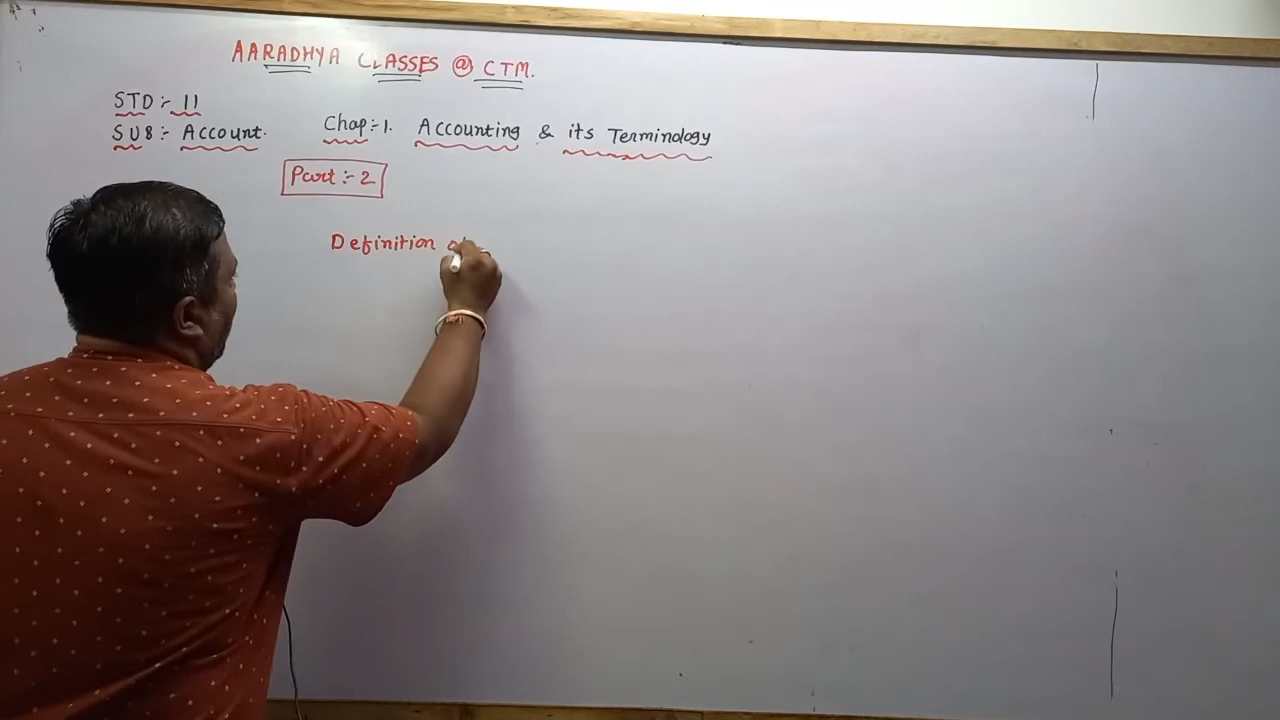 AARADHYA CLASSES @ CTM.
STD :- 11
SUB :- Account.
Chap :- 1. Accounting & its Terminology
Part :- 2
Definition